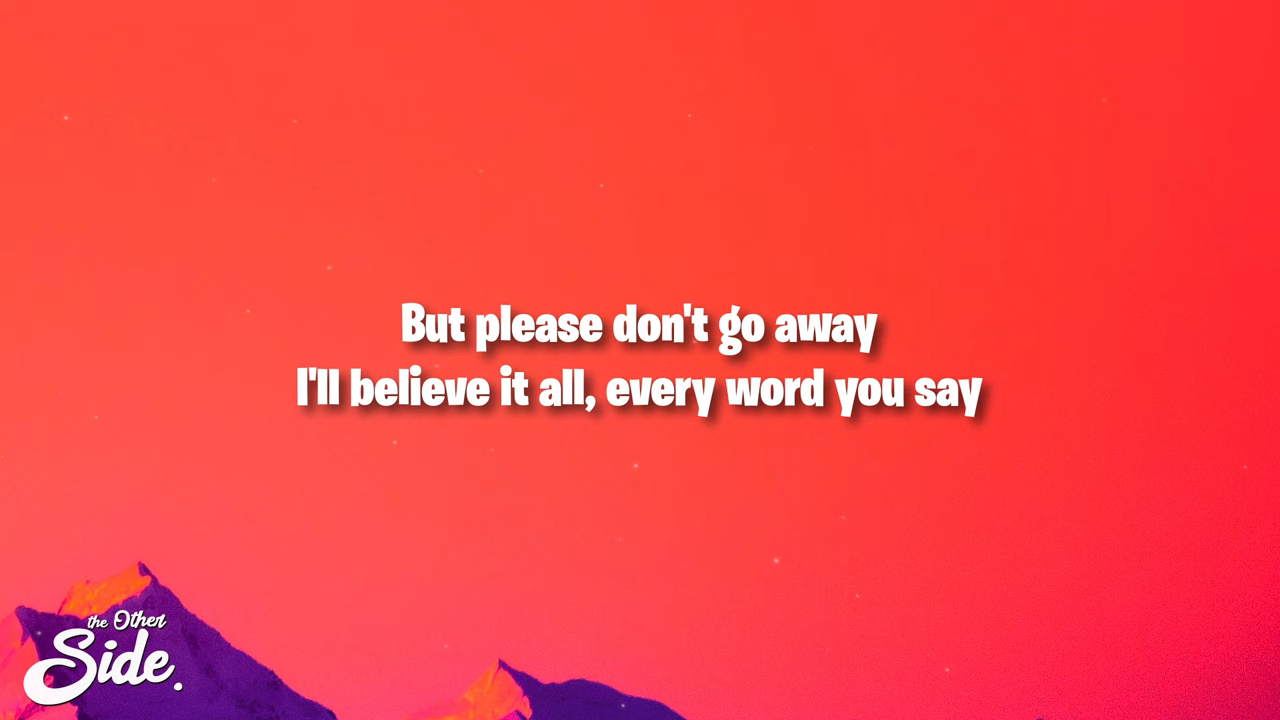 But please don't go away
I'll believe it all, every word you say
the Other
Side.